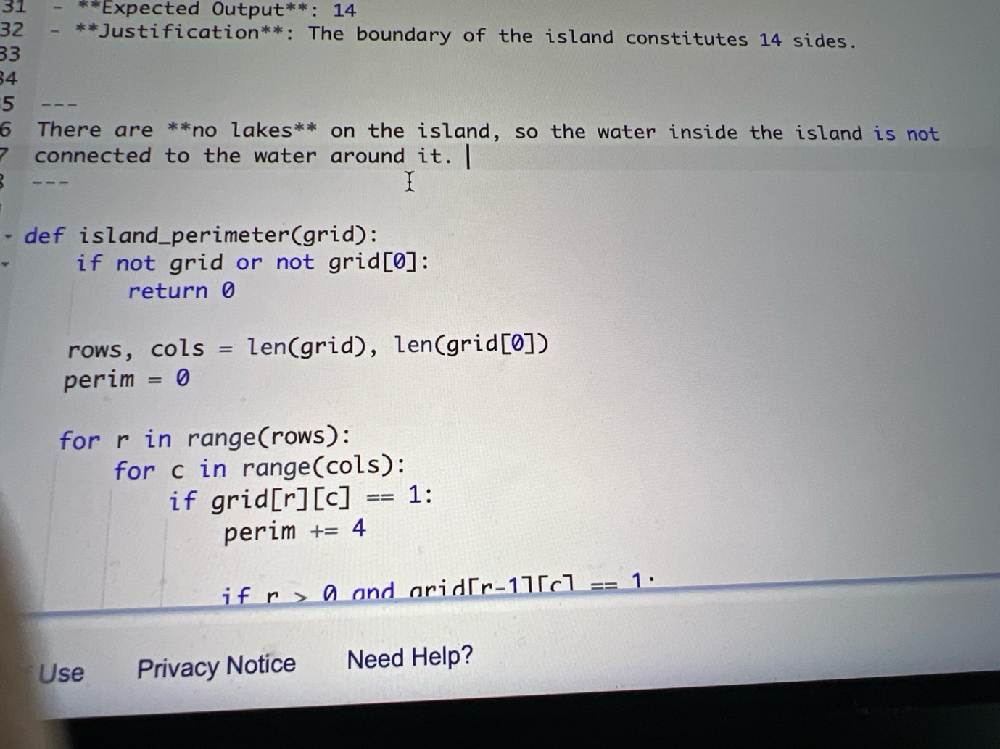 31 - **Expected Output**: 14
32 - **Justification**: The boundary of the island constitutes 14 sides.
33
34
5 ---
6 There are **no lakes** on the island, so the water inside the island is not
7 connected to the water around it.
---
def island_perimeter(grid):
if not grid or not grid[0]:
return 0
rows, cols = len(grid), len(grid[0])
perim = 0
for r in range(rows):
for c in range(cols):
if grid[r][c] == 1:
perim += 4
if r > 0 and grid[r-1][c] == 1:
Use Privacy Notice Need Help?